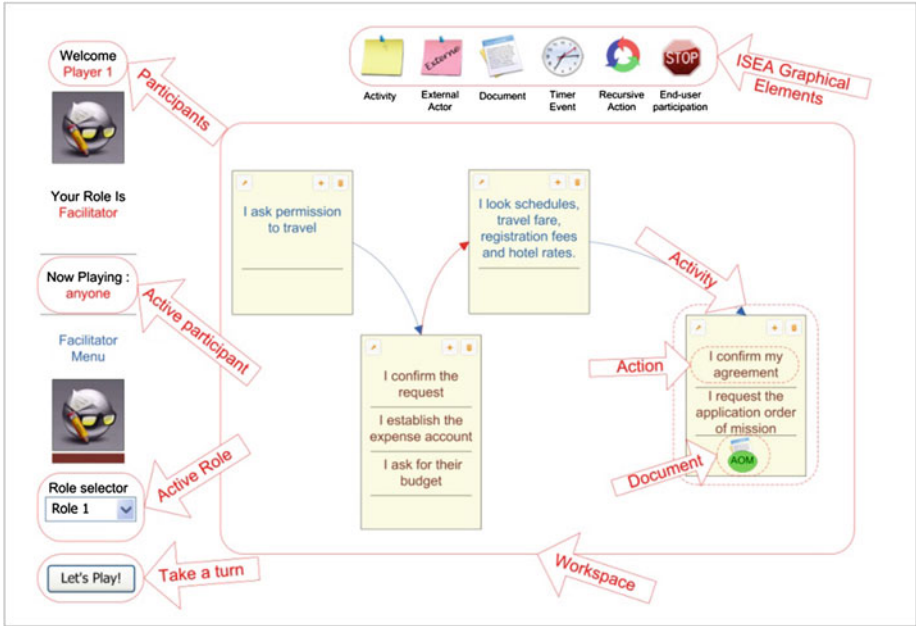 Welcome
Player 1
Participants
Your Role Is
Facilitator
Now Playing :
anyone
Active participant
Facilitator
Menu
Role selector
Role 1
Active Role
Let's Play!
Take a turn
Externe
STOP
Activity
External
Actor
Document
Timer
Event
Recursive
Action
End-user
participation
ISEA Graphical
Elements
I ask permission
to travel
I look schedules,
travel fare,
registration fees
and hotel rates.
I confirm the
request
I establish the
expense account
I ask for their
budget
Activity
Action
I confirm my
agreement
I request the
application order
of mission
Document
AOM
Workspace